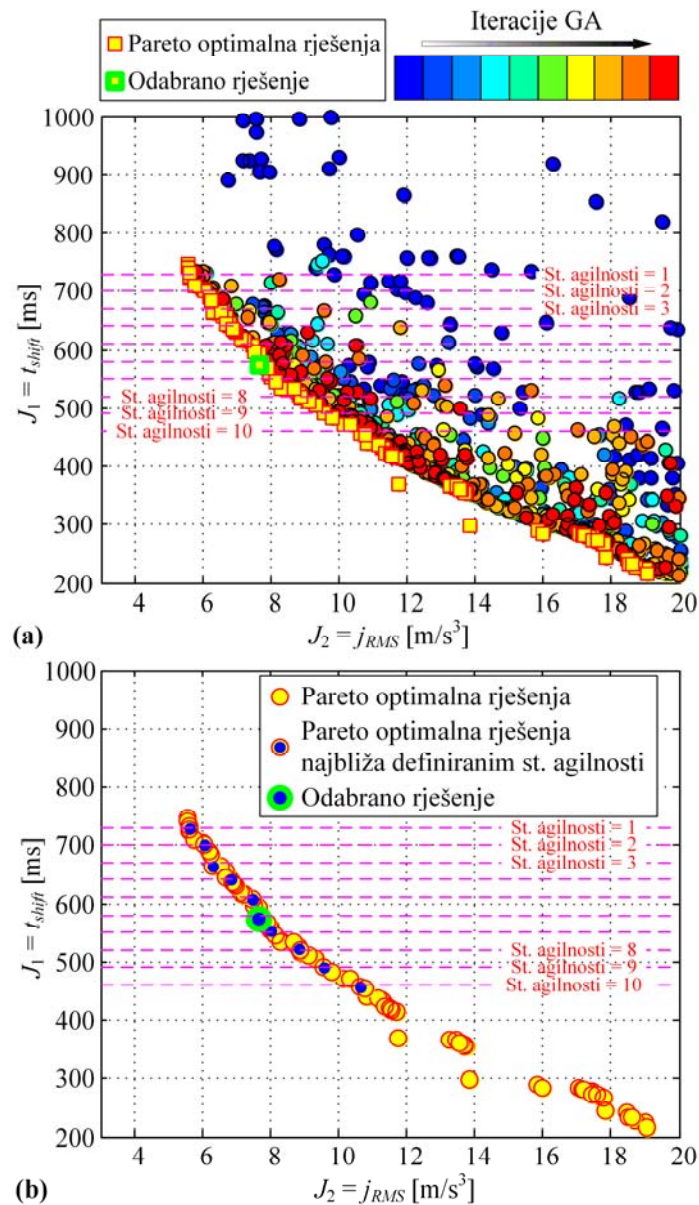 Iteracije GA
Pareto optimalna rješenja
Odabrano rješenje
1000
900
800
700
600
500
400
300
200
J1 = tshift [ms]
St. agilnosti = 1
St. agilnosti = 2
St. agilnosti = 3
St. agilnosti = 8
St. agilnosti = 9
St. agilnosti = 10
4 6 8 10 12 14 16 18 20
(a)
J2 = jRMS [m/s³]
1000
900
800
700
600
500
400
300
200
J1 = tshift [ms]
Pareto optimalna rješenja
Pareto optimalna rješenja
najbliža definiranim st. agilnosti
Odabrano rješenje
St. agilnosti = 1
St. agilnosti = 2
St. agilnosti = 3
St. agilnosti = 8
St. agilnosti = 9
St. agilnosti = 10
4 6 8 10 12 14 16 18 20
(b)
J2 = jRMS [m/s³]